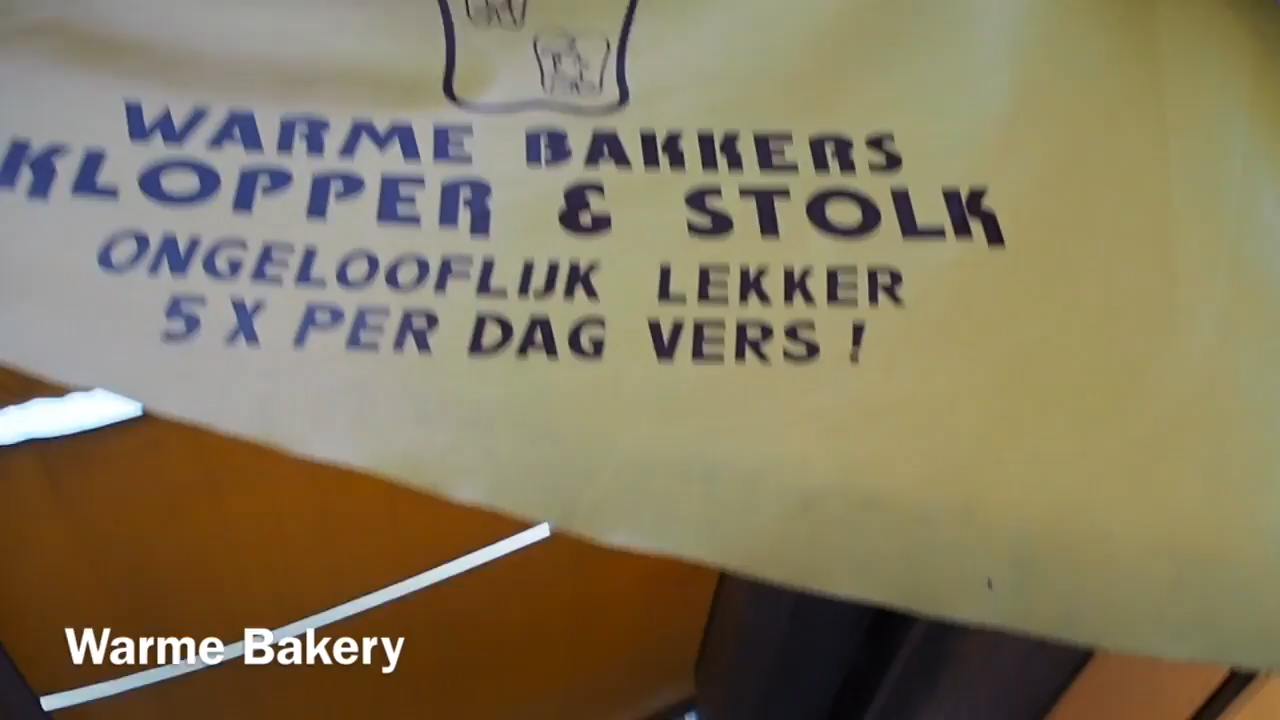 WARME BAKKERS
KLOPPER & STOLK
ONGELOOFLIJK LEKKER
5 X PER DAG VERS !
Warme Bakery